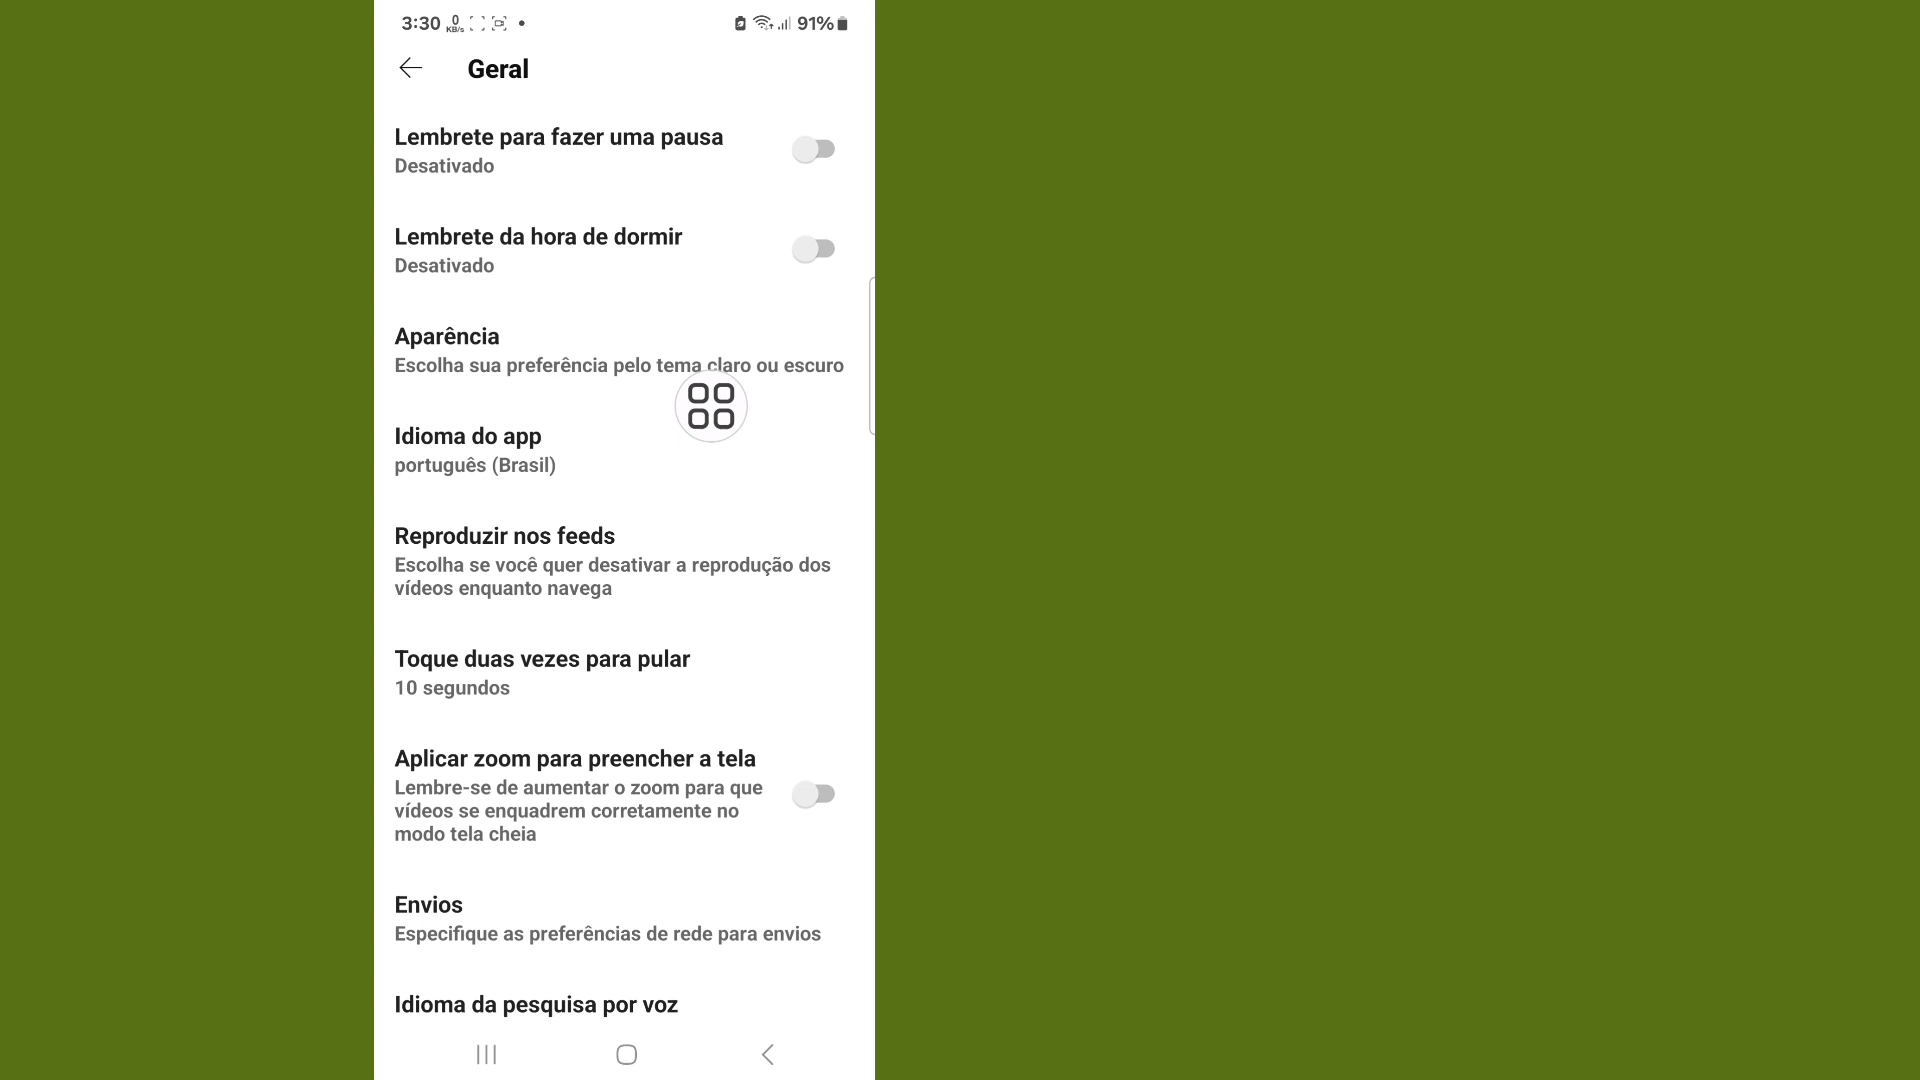 3:30 0 KB/s 91%
Geral
Lembrete para fazer uma pausa
Desativado
Lembrete da hora de dormir
Desativado
Aparência
Escolha sua preferência pelo tema claro ou escuro
Idioma do app
português (Brasil)
Reproduzir nos feeds
Escolha se você quer desativar a reprodução dos
vídeos enquanto navega
Toque duas vezes para pular
10 segundos
Aplicar zoom para preencher a tela
Lembre-se de aumentar o zoom para que
vídeos se enquadrem corretamente no
modo tela cheia
Envios
Especifique as preferências de rede para envios
Idioma da pesquisa por voz